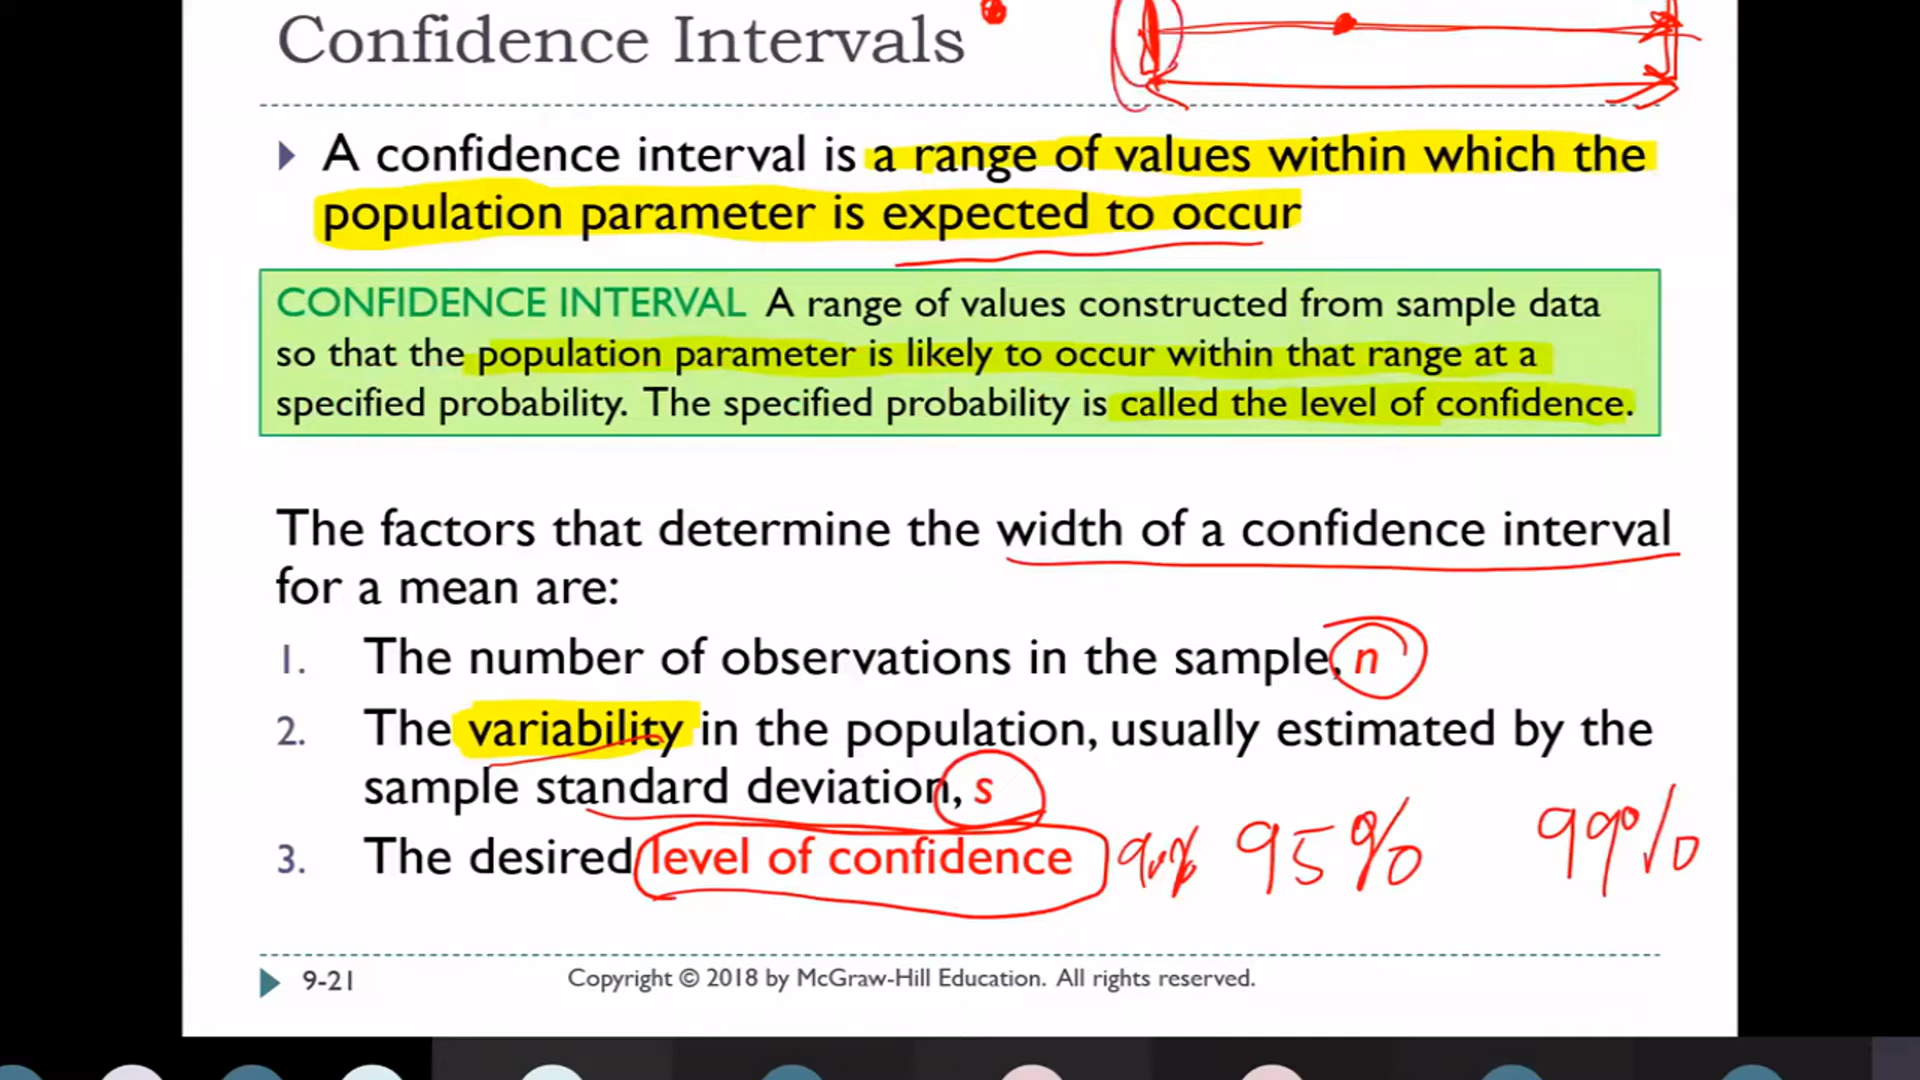 Confidence Intervals
A confidence interval is a range of values within which the
population parameter is expected to occur
CONFIDENCE INTERVAL A range of values constructed from sample data
so that the population parameter is likely to occur within that range at a
specified probability. The specified probability is called the level of confidence.
The factors that determine the width of a confidence interval
for a mean are:
1. The number of observations in the sample, n
2. The variability in the population, usually estimated by the
sample standard deviation, s
3. The desired level of confidence 90% 95% 99%
9-21 Copyright © 2018 by McGraw-Hill Education. All rights reserved.